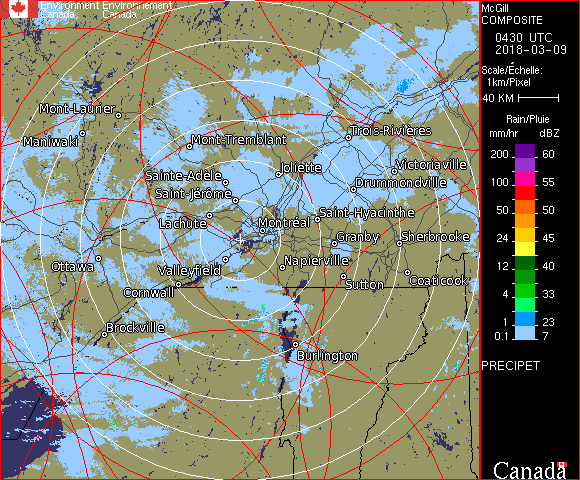 Environment Environnement
Canada Canada
McGill
COMPOSITE
0430 UTC
2018-03-09
Scale/Échelle:
1km/Pixel
40 KM
Rain/Pluie
mm/hr dBZ
200 60
100 55
50 50
24 45
12 40
4 33
1 23
0.1 7
PRECIPET
Canada
Mont-Laurier
Maniwaki
Mont-Tremblant
Trois-Rivières
Joliette
Victoriaville
Sainte-Adèle
Drummondville
Saint-Jérôme
Saint-Hyacinthe
Lachute
Montréal
Granby
Sherbrooke
Ottawa
Valleyfield
Napierville
Sutton
Coaticook
Cornwall
Brockville
Burlington